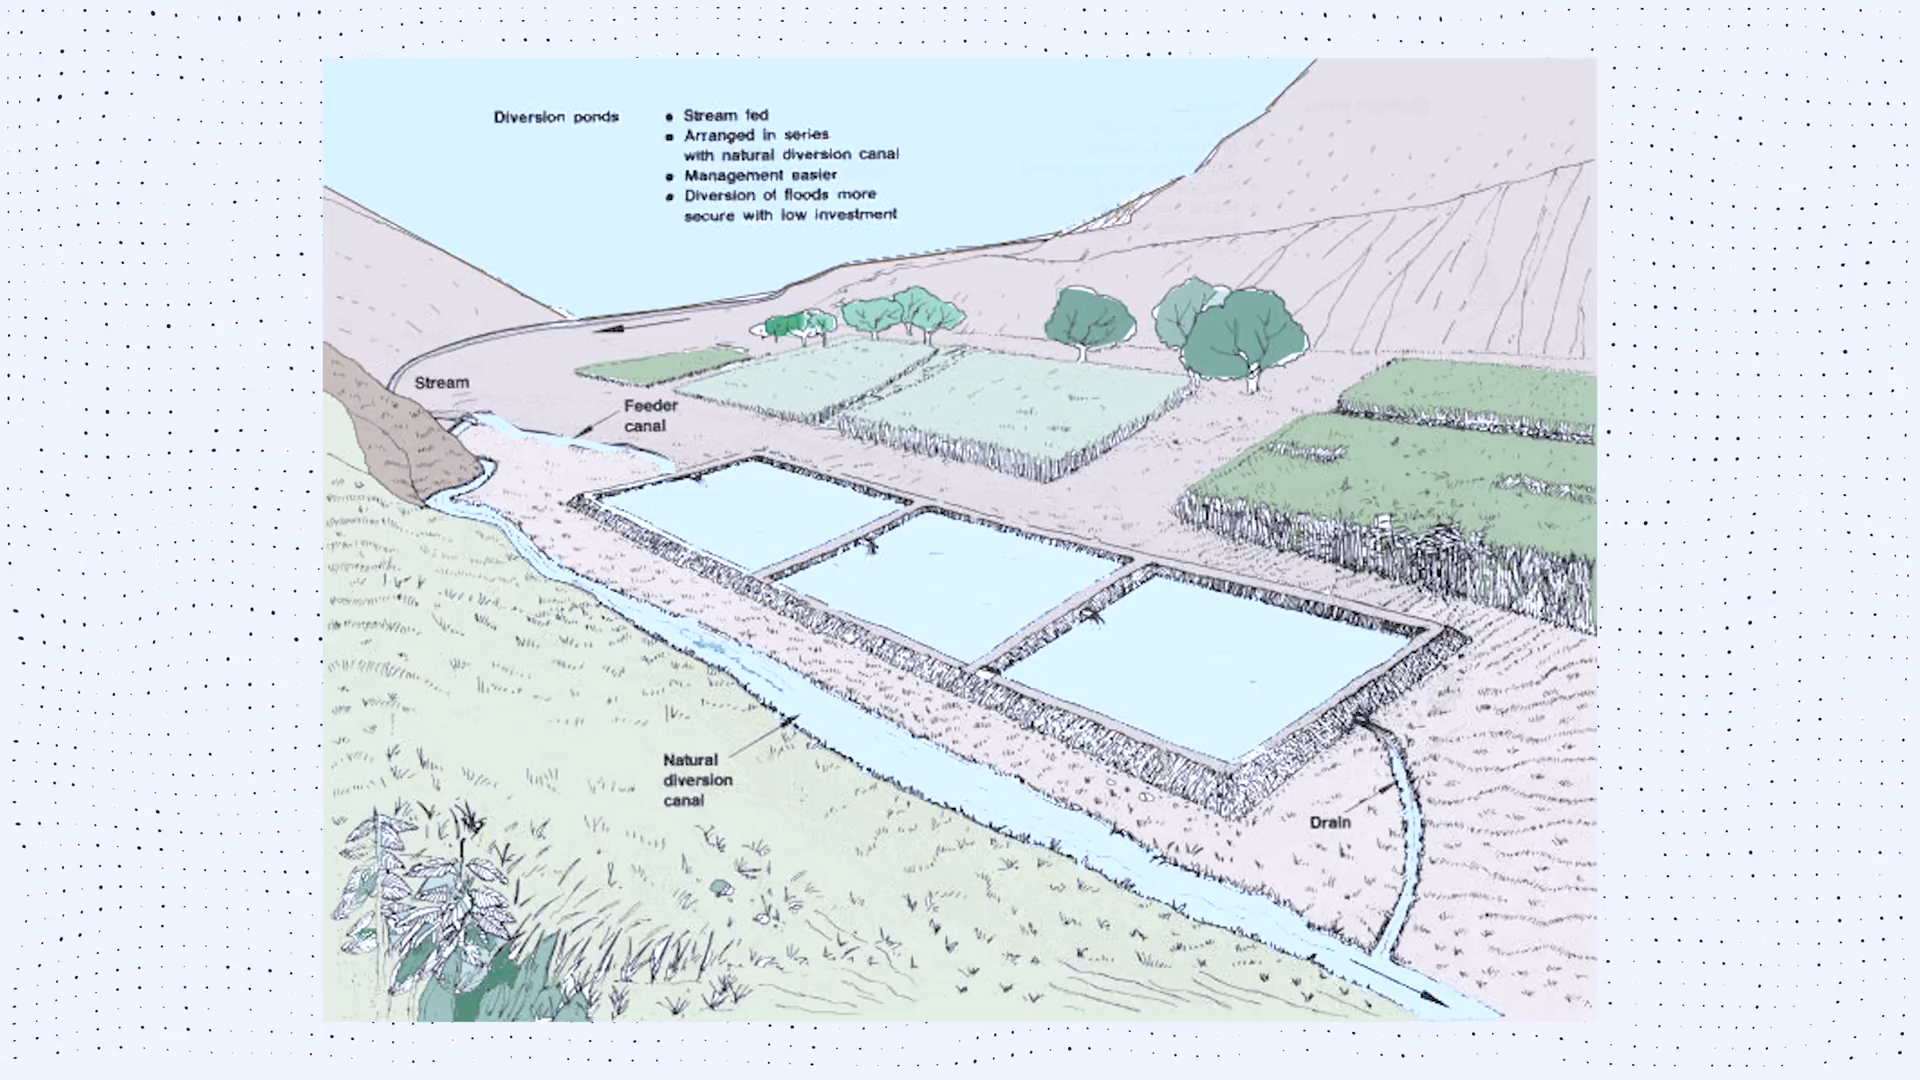 Diversion ponds
• Stream fed
• Arranged in series
with natural diversion canal
• Management easier
• Diversion of floods more
secure with low investment
Stream
Feeder
canal
Natural
diversion
canal
Drain